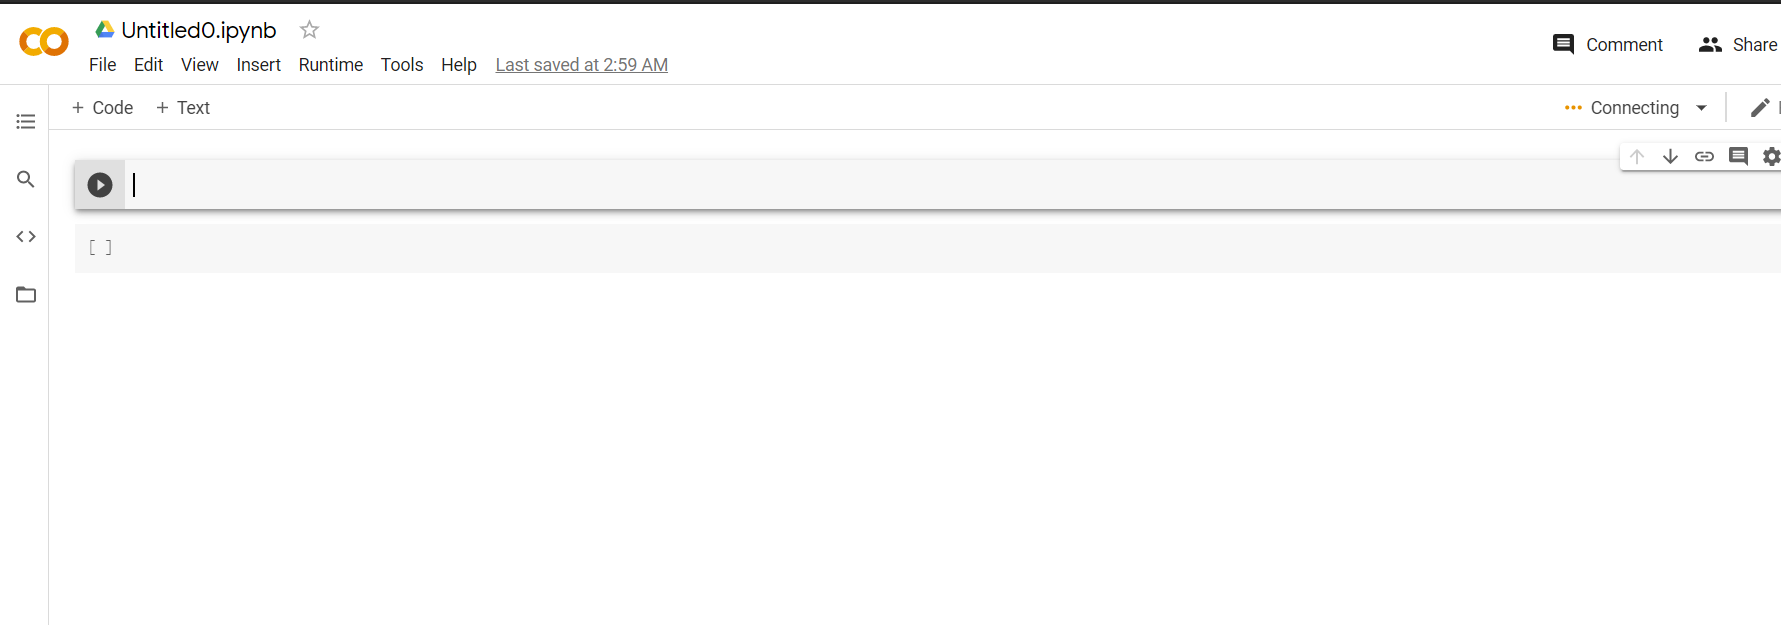 Untitled0.ipynb
File Edit View Insert Runtime Tools Help Last saved at 2:59 AM
Comment Share
+ Code + Text
Connecting
[ ]